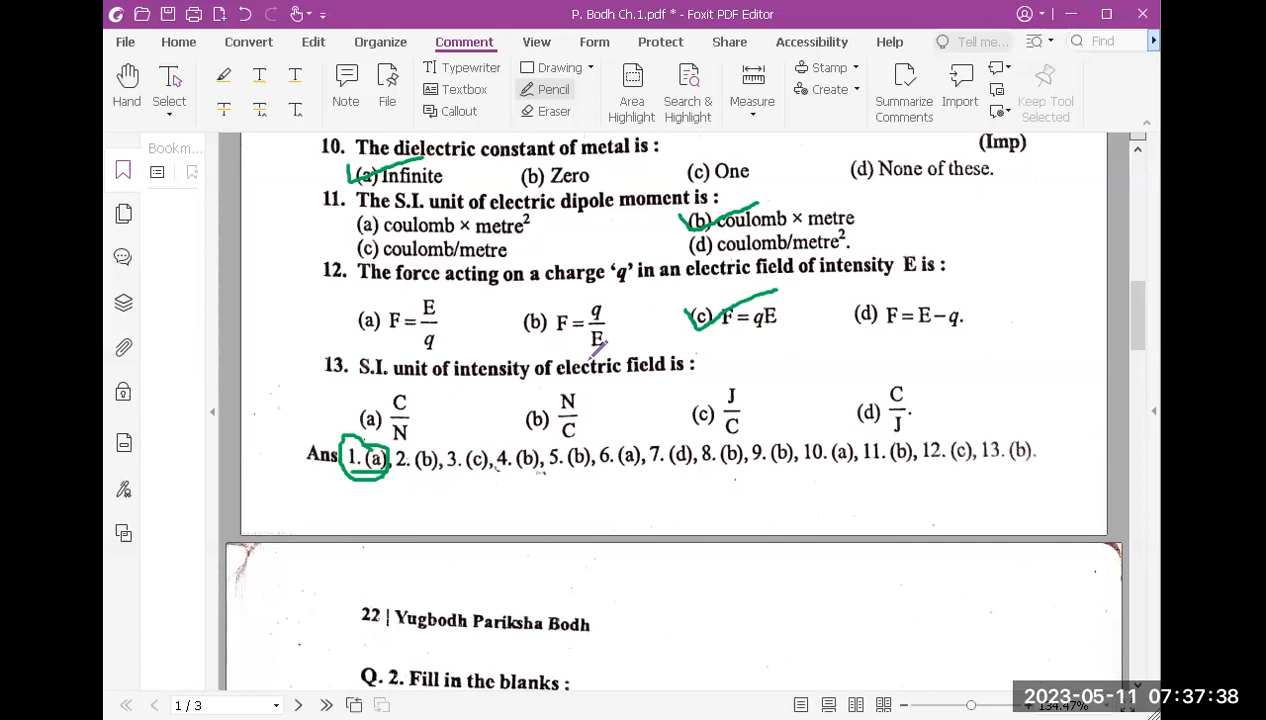 P. Bodh Ch.1.pdf * - Foxit PDF Editor
File Home Convert Edit Organize Comment View Form Protect Share Accessibility Help Tell me... Find
Hand Select Note File Typewriter Textbox Callout Drawing Pencil Eraser Area Highlight Search & Highlight Measure Stamp Create Summarize Comments Import Keep Tool Selected
Bookm...
10. The dielectric constant of metal is : (Imp)
(a) Infinite (b) Zero (c) One (d) None of these.
11. The S.I. unit of electric dipole moment is :
(a) coulomb × metre² (b) coulomb × metre
(c) coulomb/metre (d) coulomb/metre².
12. The force acting on a charge ‘q’ in an electric field of intensity E is :
(a) F = E/q (b) F = q/E (c) F = qE (d) F = E – q.
13. S.I. unit of intensity of electric field is :
(a) C/N (b) N/C (c) J/C (d) C/J.
Ans 1. (a), 2. (b), 3. (c), 4. (b), 5. (b), 6. (a), 7. (d), 8. (b), 9. (b), 10. (a), 11. (b), 12. (c), 13. (b).
22 | Yugbodh Pariksha Bodh
Q. 2. Fill in the blanks :
1 / 3
134.47%
2023-05-11 07:37:38